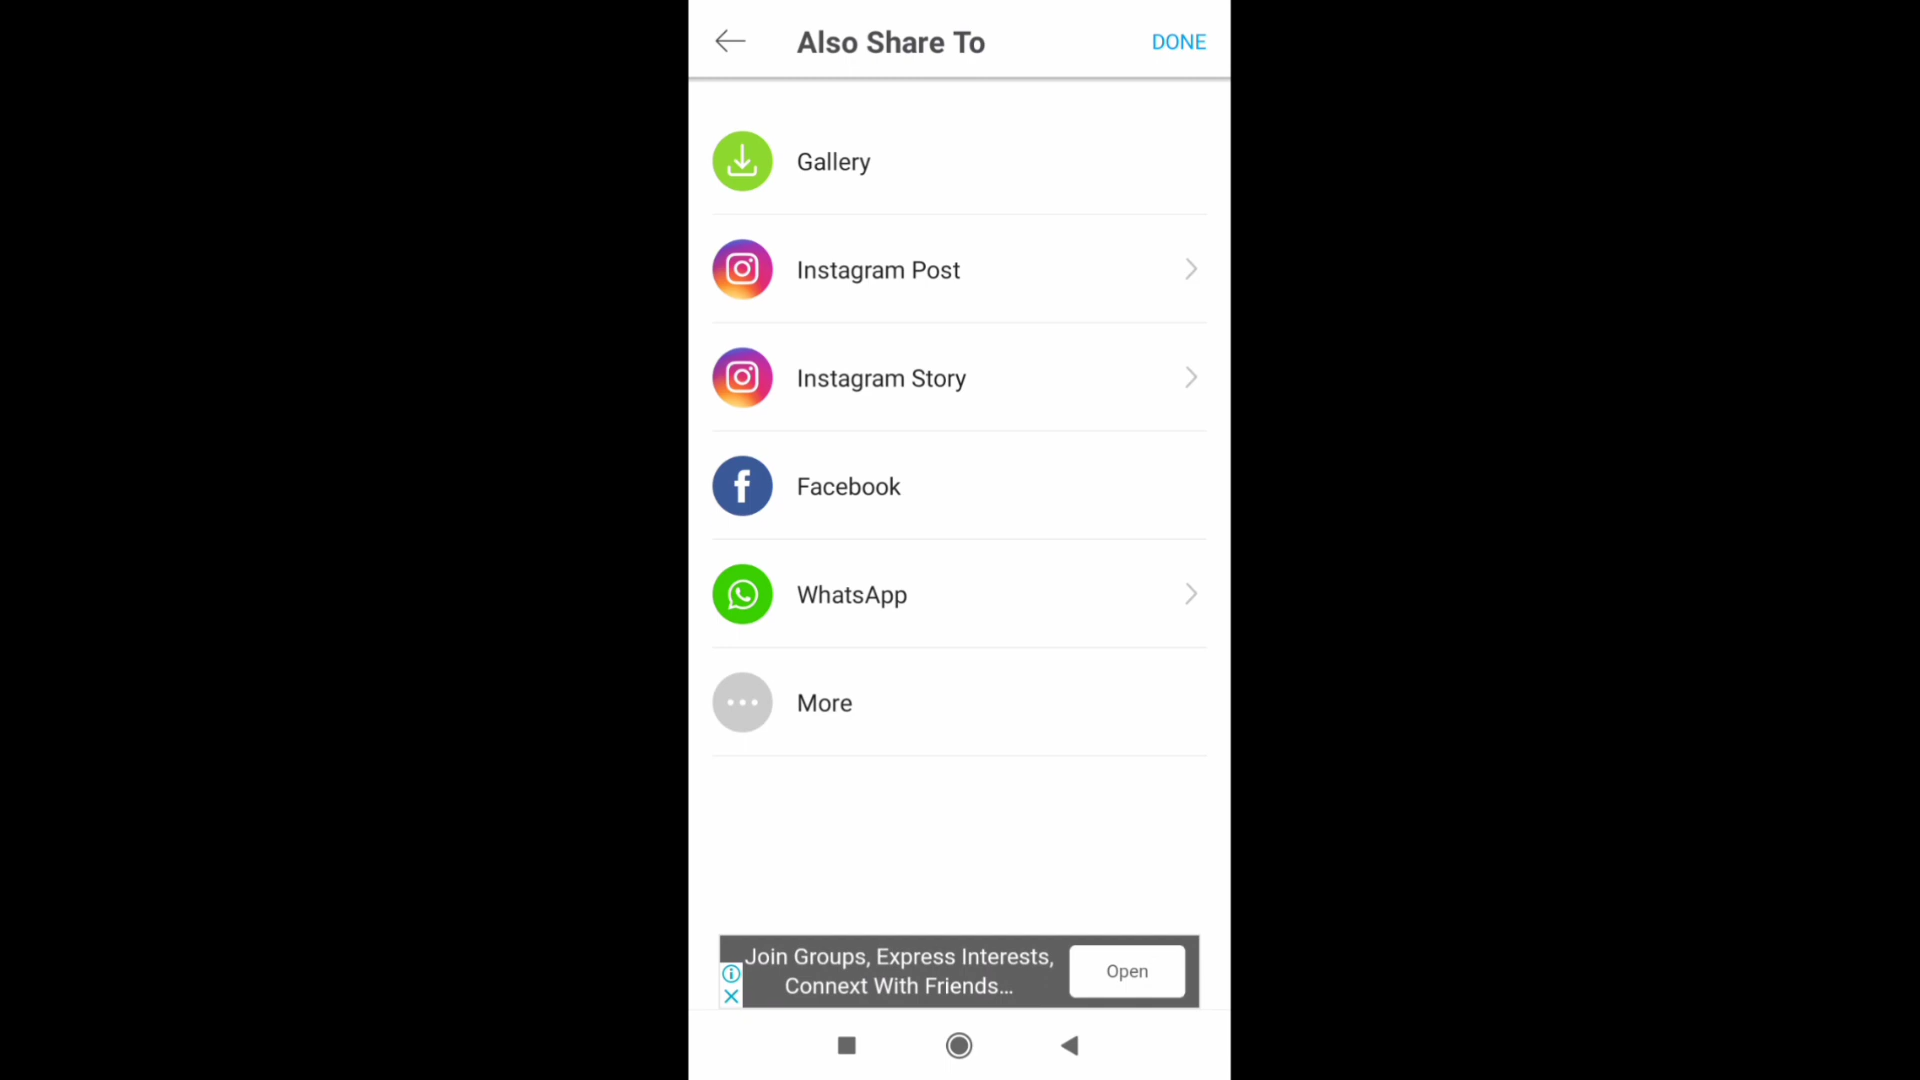 Also Share To
DONE
Gallery
Instagram Post
Instagram Story
Facebook
WhatsApp
More
Join Groups, Express Interests,
Connext With Friends...
Open